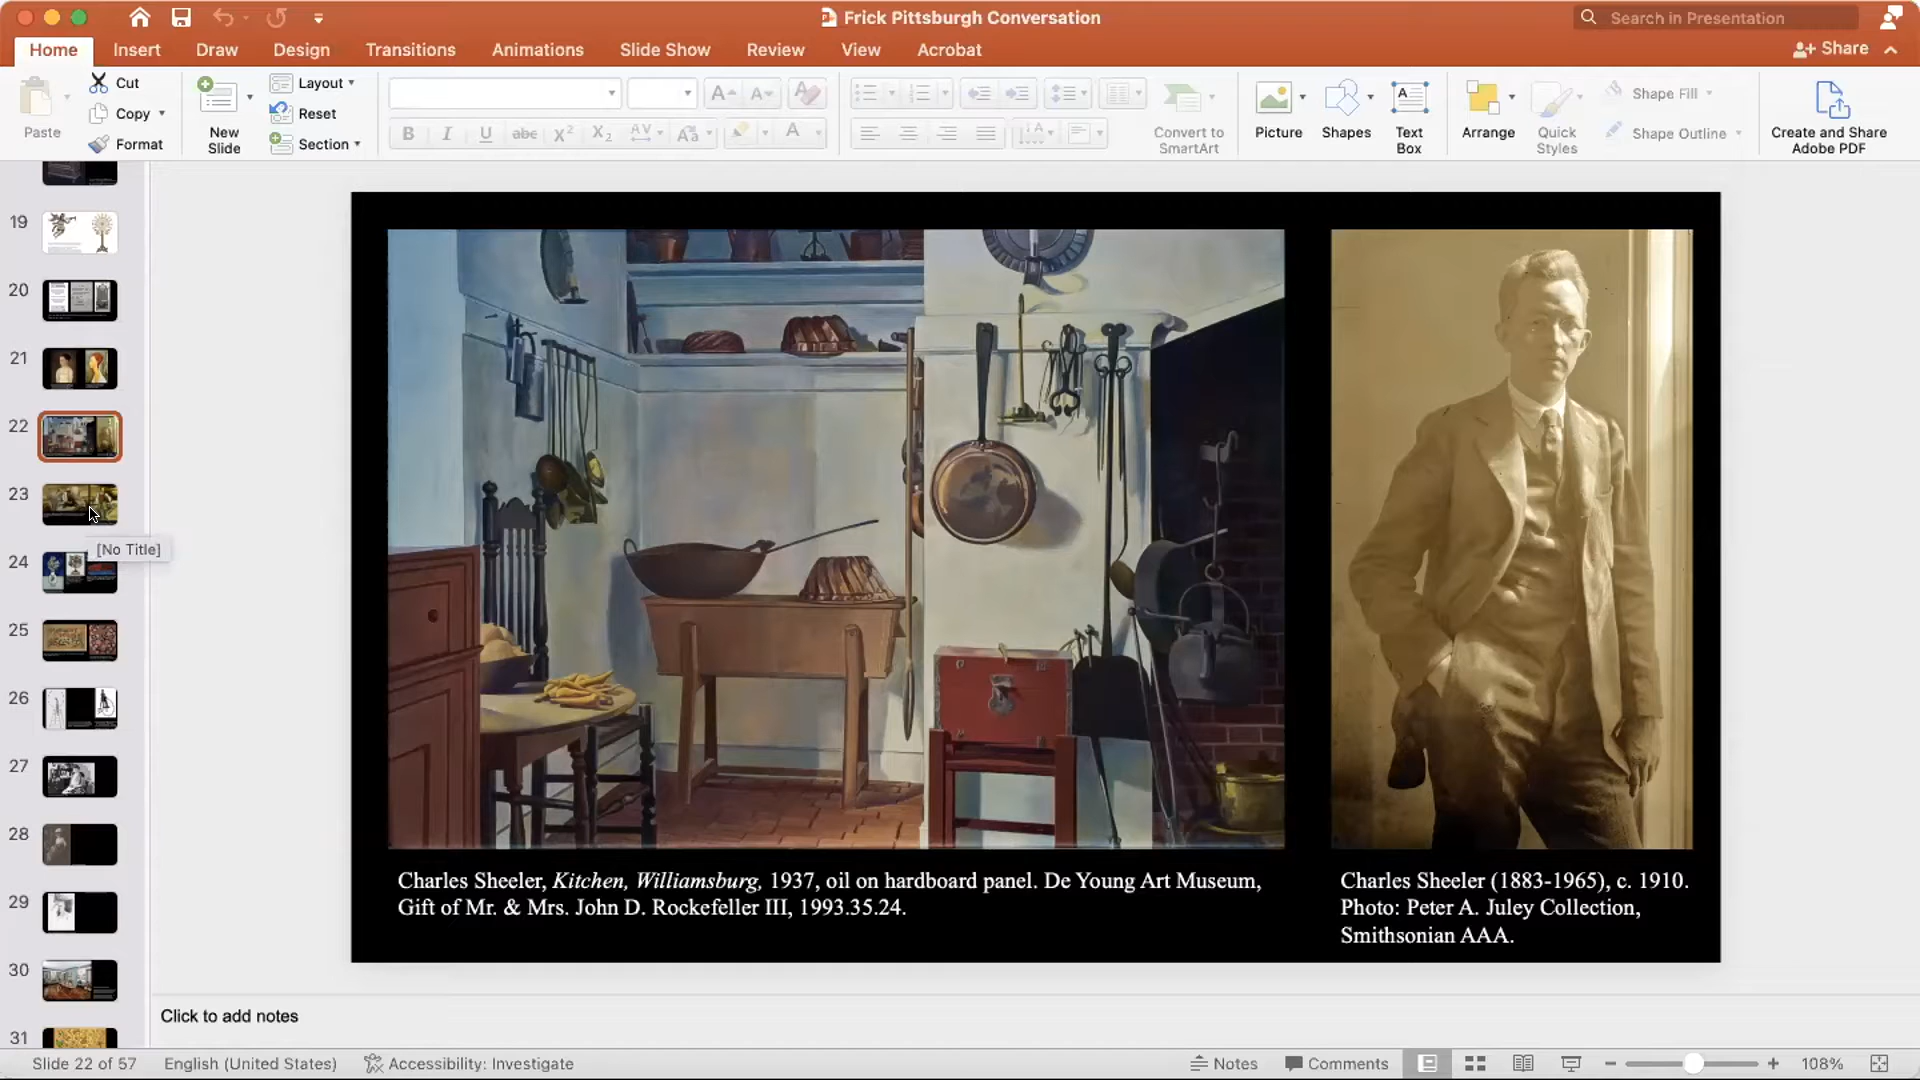 Frick Pittsburgh Conversation
Search in Presentation
Home Insert Draw Design Transitions Animations Slide Show Review View Acrobat
Share
Paste
Cut
Copy
Format
New
Slide
Layout
Reset
Section
B I U abc X² X₂ AV Aa A
Convert to
SmartArt
Picture
Shapes
Text
Box
Arrange
Quick
Styles
Shape Fill
Shape Outline
Create and Share
Adobe PDF
19
20
21
22
23
[No Title]
24
25
26
27
28
29
30
31
Charles Sheeler, Kitchen, Williamsburg, 1937, oil on hardboard panel. De Young Art Museum,
Gift of Mr. & Mrs. John D. Rockefeller III, 1993.35.24.
Charles Sheeler (1883-1965), c. 1910.
Photo: Peter A. Juley Collection,
Smithsonian AAA.
Click to add notes
Slide 22 of 57 English (United States) Accessibility: Investigate Notes Comments 108%